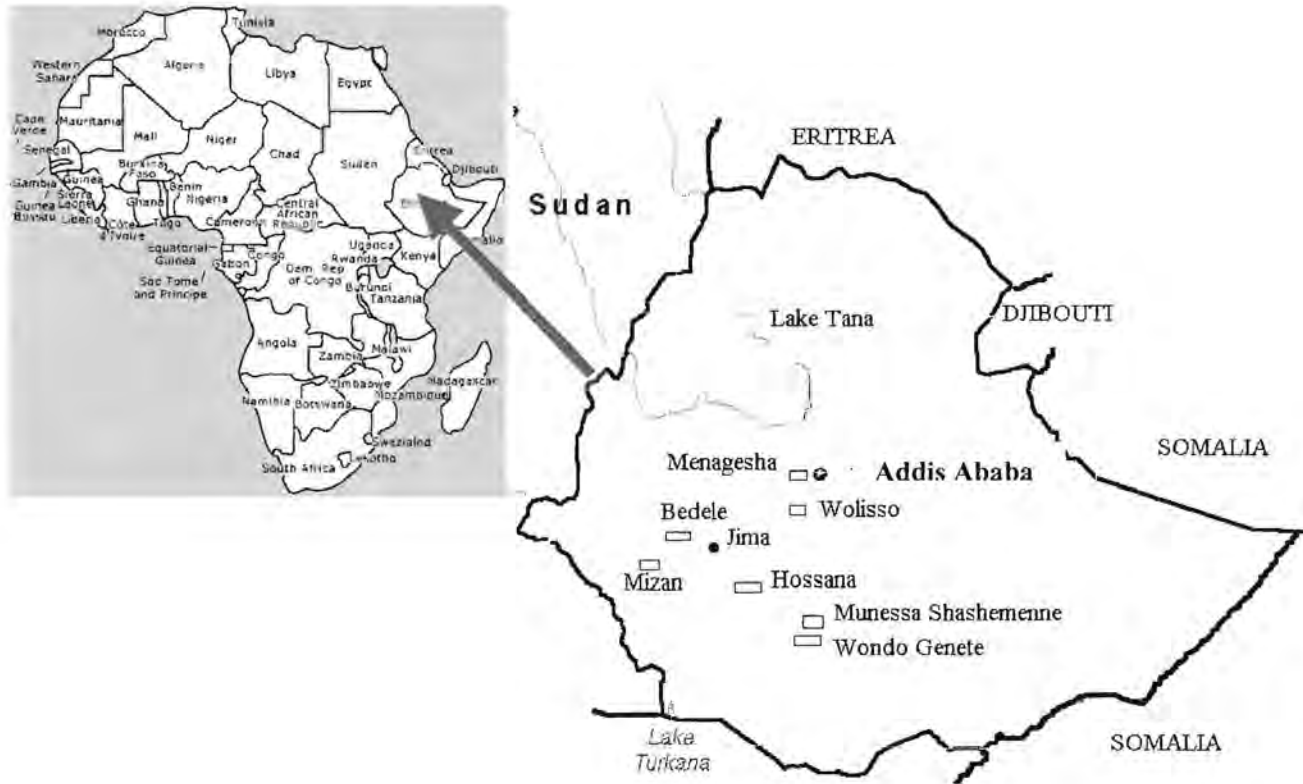 Tunisia
Morocco
Algeria
Libya
Egypt
Western
Sahara
Cape
Verde
Mauritania
Mali
Niger
Chad
Sudan
Eritrea
Djibouti
Senegal
Gambia
Guinea
Bissau
Guinea
Sierra
Leone
Liberia
Burkina
Faso
Ghana
Côte
d'Ivoire
Togo
Benin
Nigeria
Cameroon
Central
African
Republic
Equatorial
Guinea
Gabon
Congo
Sao Tome
and Principe
Dem. Rep
of Congo
Uganda
Rwanda
Burundi
Kenya
Tanzania
Angola
Zambia
Malawi
Zimbabwe
Mozambique
Madagascar
Namibia
Botswana
Swaziland
Lesotho
South Africa
ERITREA
Sudan
Lake Tana
DJIBOUTI
SOMALIA
Menagesha
Addis Ababa
Wolisso
Bedele
Jima
Mizan
Hossana
Munessa Shashemenne
Wondo Genete
Lake
Turkana
SOMALIA